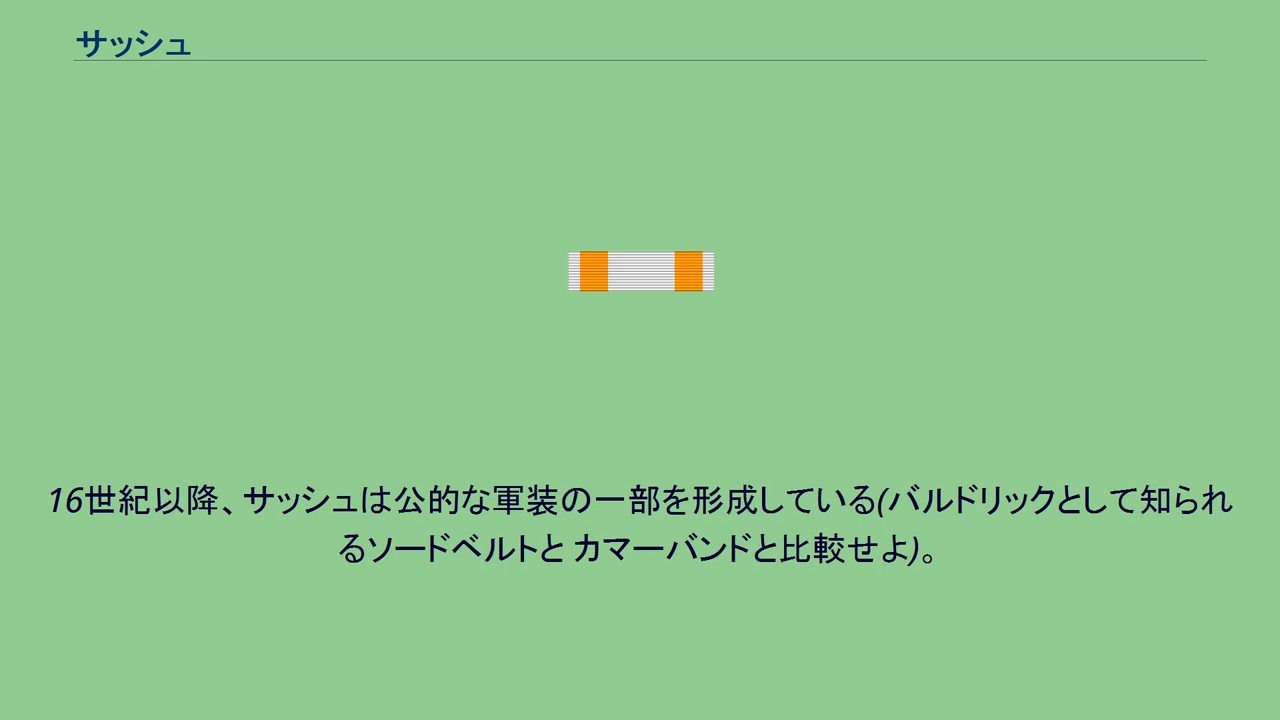 サッシュ
16世紀以降、サッシュは公的な軍装の一部を形成している(バルドリックとして知られ
るソードベルトと カマーバンドと比較せよ)。